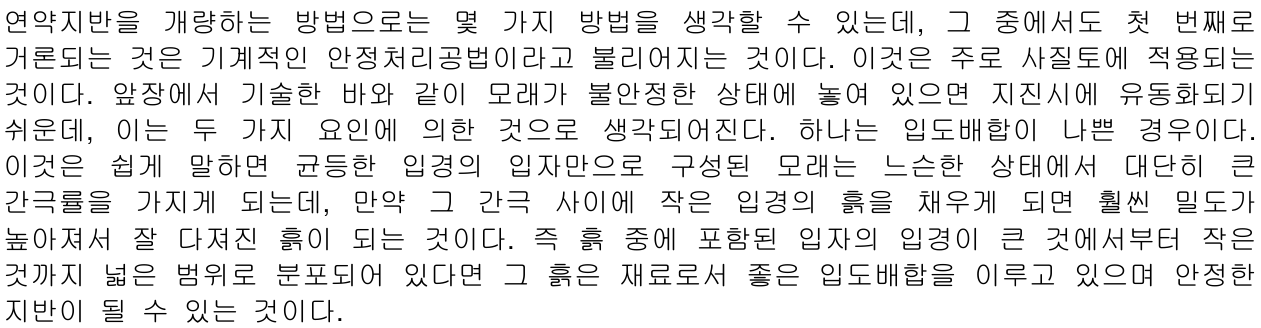 연약지반을 개량하는 방법으로는 몇 가지 방법을 생각할 수 있는데, 그 중에서도 첫 번째로
거론되는 것은 기계적인 안정처리공법이라고 불리어지는 것이다. 이것은 주로 사질토에 적용되는
것이다. 앞장에서 기술한 바와 같이 모래가 불안정한 상태에 놓여 있으면 지진시에 유동화되기
쉬운데, 이는 두 가지 요인에 의한 것으로 생각되어진다. 하나는 입도배합이 나쁜 경우이다.
이것은 쉽게 말하면 균등한 입경의 입자만으로 구성된 모래는 느슨한 상태에서 대단히 큰
간극률을 가지게 되는데, 만약 그 간극 사이에 작은 입경의 흙을 채우게 되면 훨씬 밀도가
높아져서 잘 다져진 흙이 되는 것이다. 즉 흙 중에 포함된 입자의 입경이 큰 것에서부터 작은
것까지 넓은 범위로 분포되어 있다면 그 흙은 재료로서 좋은 입도배합을 이루고 있으며 안정한
지반이 될 수 있는 것이다.